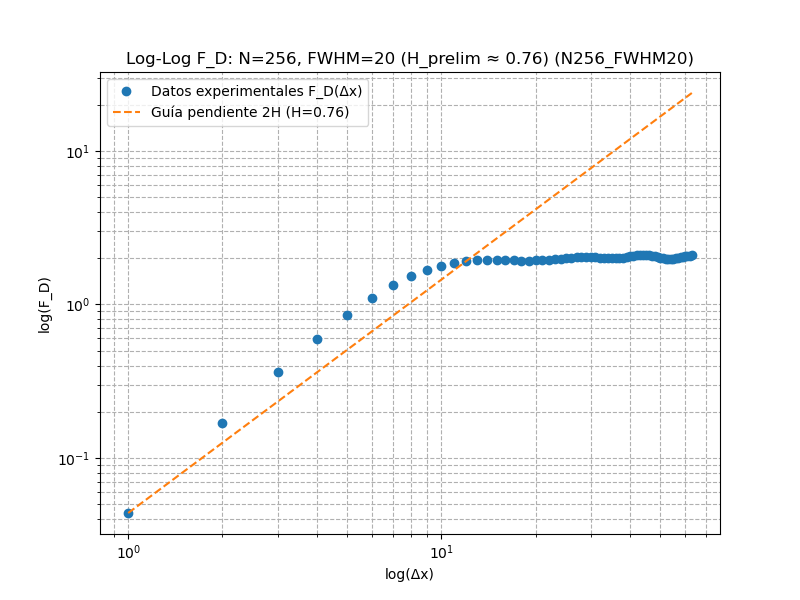 Log-Log F_D: N=256, FWHM=20 (H_prelim ≈ 0.76) (N256_FWHM20)
Datos experimentales F_D(Δx)
Guía pendiente 2H (H=0.76)
log(F_D)
10¹
10⁰
10⁻¹
10⁰
10¹
log(Δx)